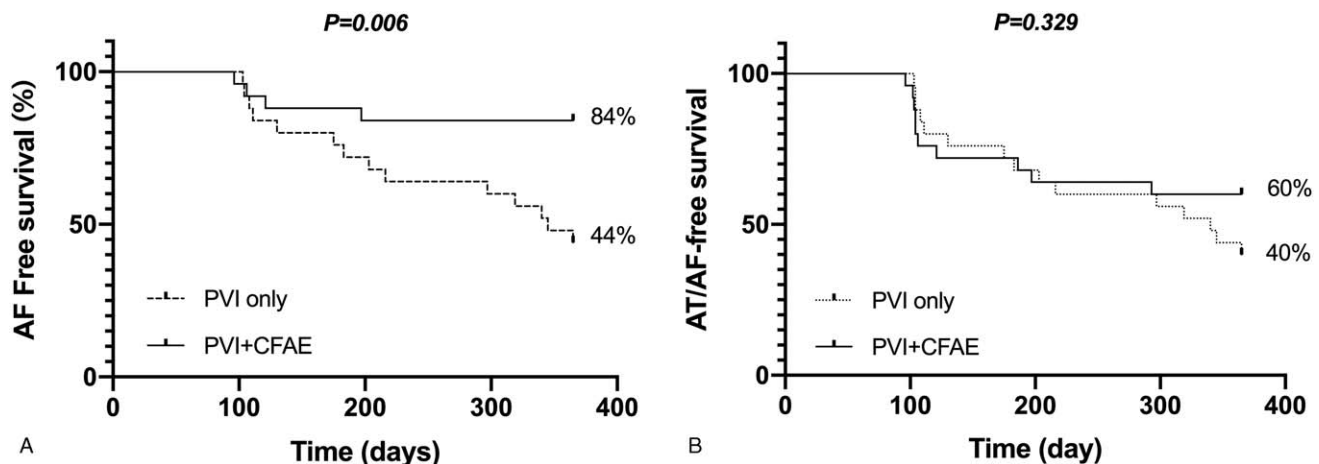 P=0.006
AF Free survival (%)
100
50
0
84%
44%
PVI only
PVI+CFAE
0 100 200 300 400
Time (days)
A
P=0.329
AT/AF-free survival
100
50
0
60%
40%
PVI only
PVI+CFAE
0 100 200 300 400
Time (day)
B